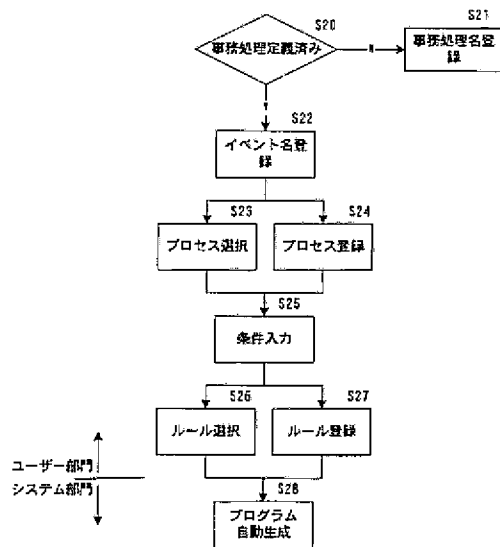 S20
事務処理定義済み
N
S21
事務処理名登
録
Y
S22
イベント名登
録
S23
プロセス選択
S24
プロセス登録
S25
条件入力
S26
ルール選択
S27
ルール登録
ユーザー部門
システム部門
S28
プログラム
自動生成